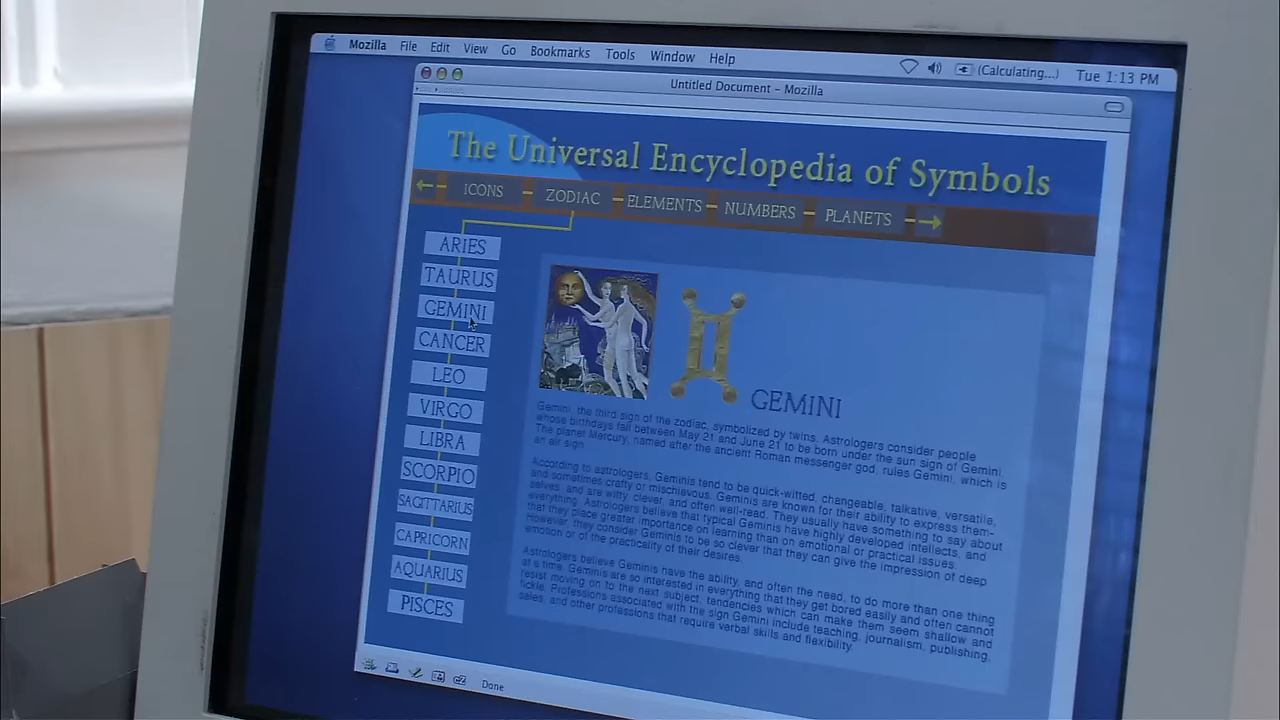 Mozilla File Edit View Go Bookmarks Tools Window Help (Calculating...) Tue 1:13 PM
Untitled Document – Mozilla
The Universal Encyclopedia of Symbols
ICONS ZODIAC ELEMENTS NUMBERS PLANETS
ARIES
TAURUS
GEMINI
CANCER
LEO
VIRGO
LIBRA
SCORPIO
SAGITTARIUS
CAPRICORN
AQUARIUS
PISCES
GEMINI
Gemini, the third sign of the zodiac, symbolized by twins. Astrologers consider people
whose birthdays fall between May 21 and June 21 to be born under the sun sign of Gemini.
The planet Mercury, named after the ancient Roman messenger god, rules Gemini, which is
an air sign
According to astrologers, Geminis tend to be quick-witted, changeable, talkative, versatile,
and sometimes crafty or mischievous. Geminis are known for their ability to express them-
selves, and are witty, clever, and often well-read. They usually have something to say about
everything. Astrologers believe that typical Geminis have highly developed intellects, and
that they place greater importance on learning than on emotional or practical issues.
However, they consider Geminis to be so clever that they can give the impression of deep
emotion or of the practicality of their desires.
Astrologers believe Geminis have the ability, and often the need, to do more than one thing
at a time. Geminis are so interested in everything that they get bored easily and often cannot
resist moving on to the next subject, tendencies which can make them seem shallow and
fickle. Professions associated with the sign Gemini include teaching, journalism, publishing,
sales, and other professions that require verbal skills and flexibility.
Done